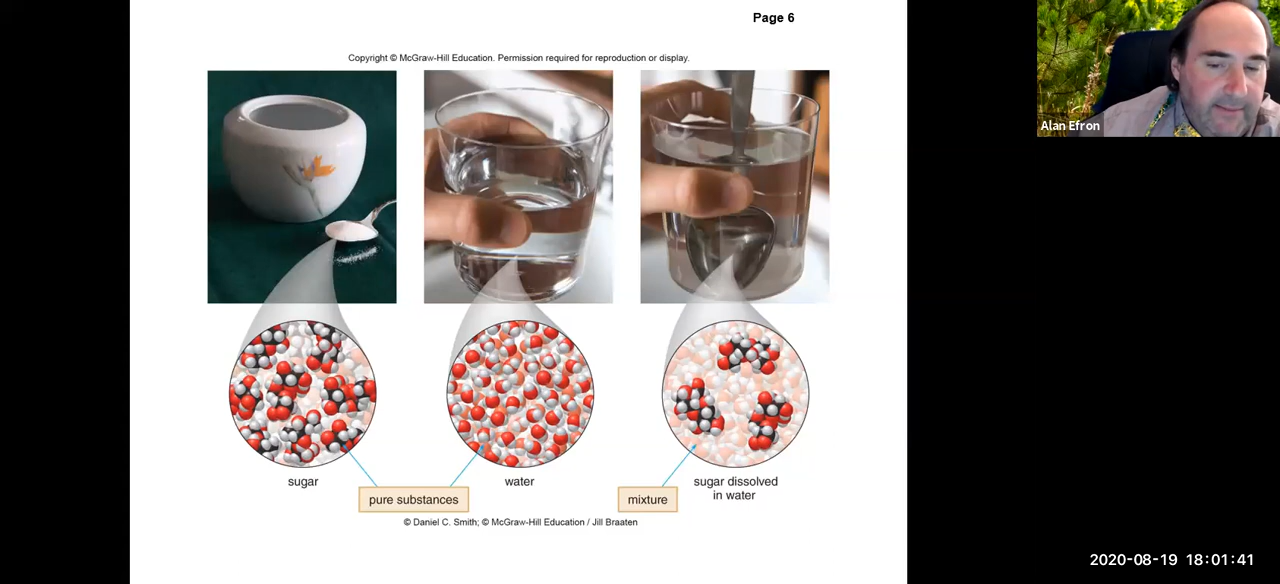 Page 6
Copyright © McGraw-Hill Education. Permission required for reproduction or display.
Alan Efron
sugar
water
sugar dissolved
in water
pure substances
mixture
© Daniel C. Smith; © McGraw-Hill Education / Jill Braaten
2020-08-19 18:01:41